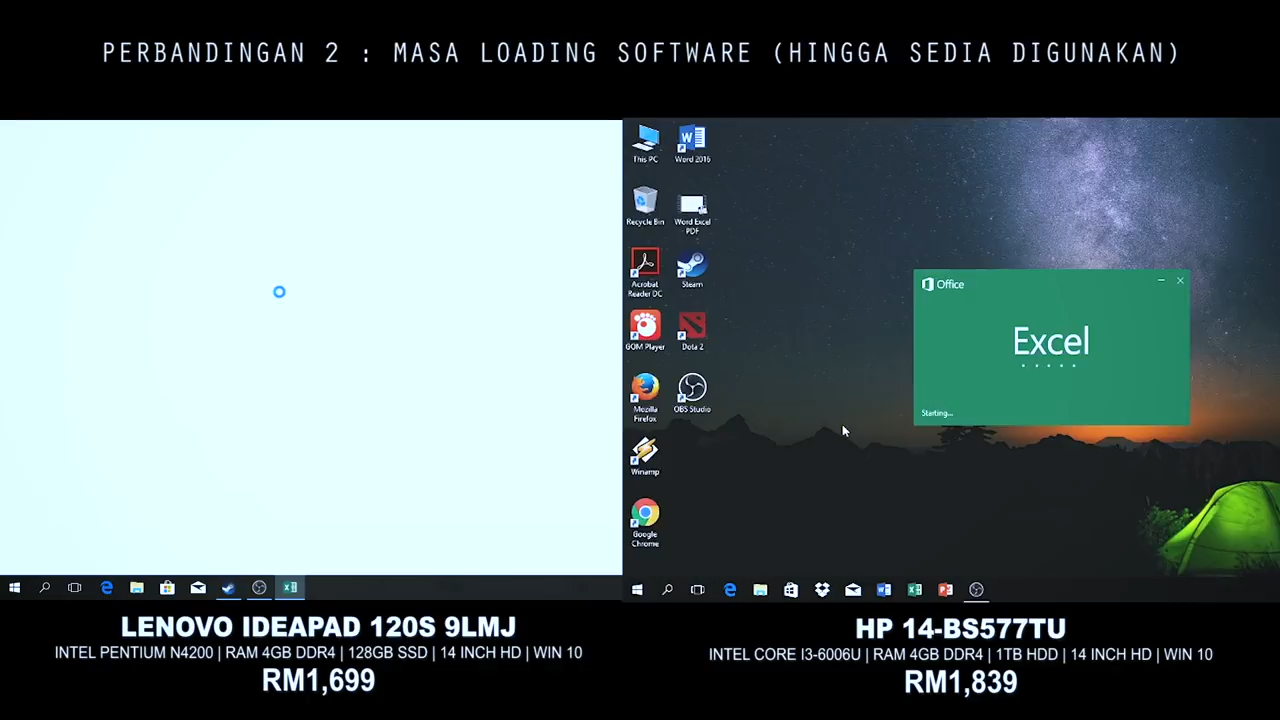 PERBANDINGAN 2 : MASA LOADING SOFTWARE (HINGGA SEDIA DIGUNAKAN)
This PC
Word 2016
Recycle Bin
Word Excel
PDF
Acrobat
Reader DC
Steam
GOM Player
Dota 2
Mozilla
Firefox
OBS Studio
Winamp
Google
Chrome
Office
Excel
Starting...
LENOVO IDEAPAD 120S 9LMJ
INTEL PENTIUM N4200 | RAM 4GB DDR4 | 128GB SSD | 14 INCH HD | WIN 10
RM1,699
HP 14-BS577TU
INTEL CORE I3-6006U | RAM 4GB DDR4 | 1TB HDD | 14 INCH HD | WIN 10
RM1,839